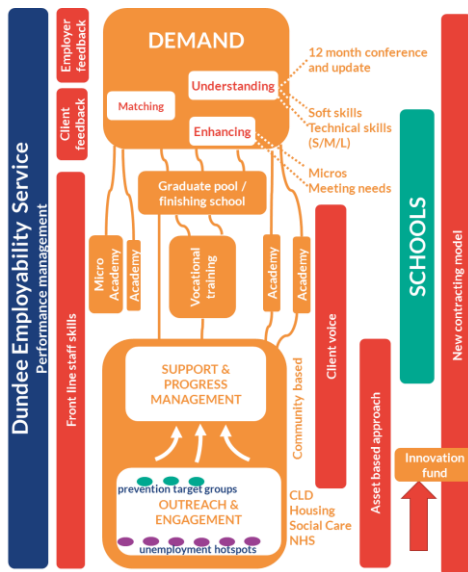 Dundee Employability Service
Performance management
Employer
feedback
Client
feedback
Front line staff skills
DEMAND
Understanding
Matching
Enhancing
12 month conference
and update
Soft skills
Technical skills
(S/M/L)
Micros
Meeting needs
Graduate pool /
finishing school
Micro
Academy
Academy
Vocational
training
Academy
Academy
SUPPORT &
PROGRESS
MANAGEMENT
Community based
prevention target groups
OUTREACH &
ENGAGEMENT
unemployment hotspots
CLD
Housing
Social Care
NHS
Client voice
Asset based approach
SCHOOLS
Innovation
fund
New contracting model